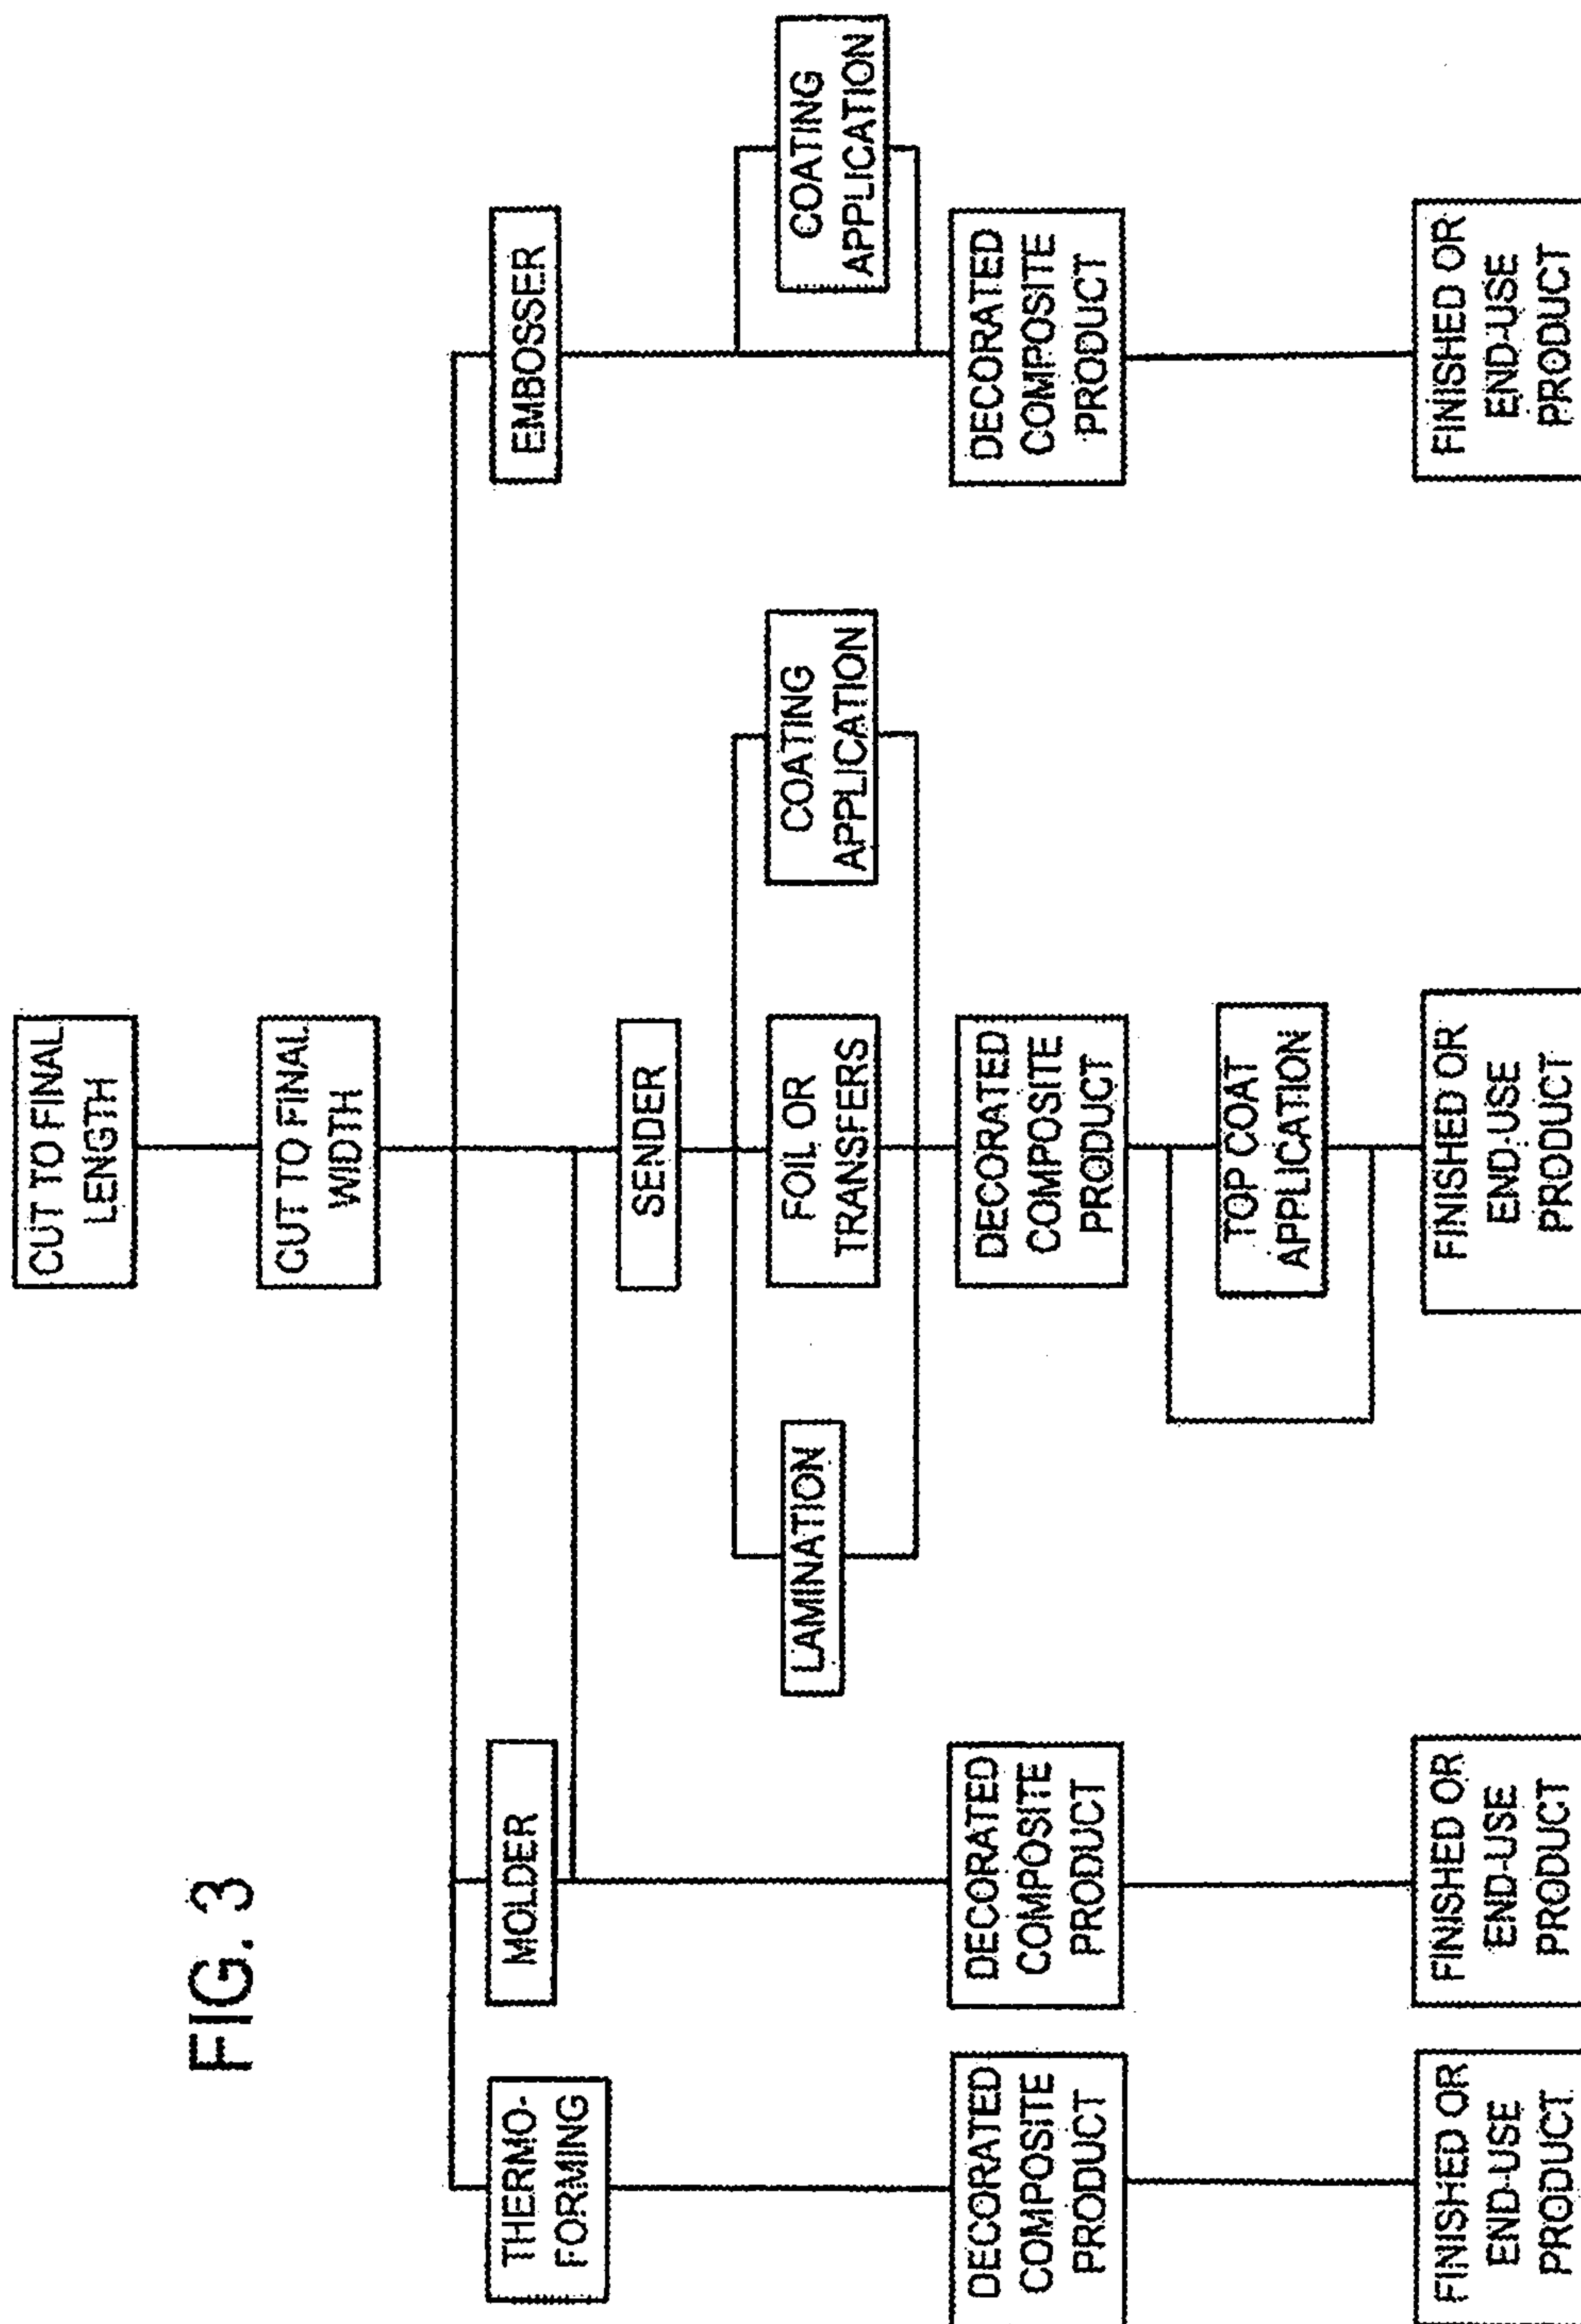 FIG. 3
CUT TO FINAL
LENGTH
CUT TO FINAL
WIDTH
THERMO-
FORMING
MOLDER
EMBOSSER
SENDER
LAMINATION
FOIL OR
TRANSFERS
COATING
APPLICATION
COATING
APPLICATION
DECORATED
COMPOSITE
PRODUCT
DECORATED
COMPOSITE
PRODUCT
DECORATED
COMPOSITE
PRODUCT
DECORATED
COMPOSITE
PRODUCT
TOP COAT
APPLICATION
FINISHED OR
END-USE
PRODUCT
FINISHED OR
END-USE
PRODUCT
FINISHED OR
END-USE
PRODUCT
FINISHED OR
END-USE
PRODUCT